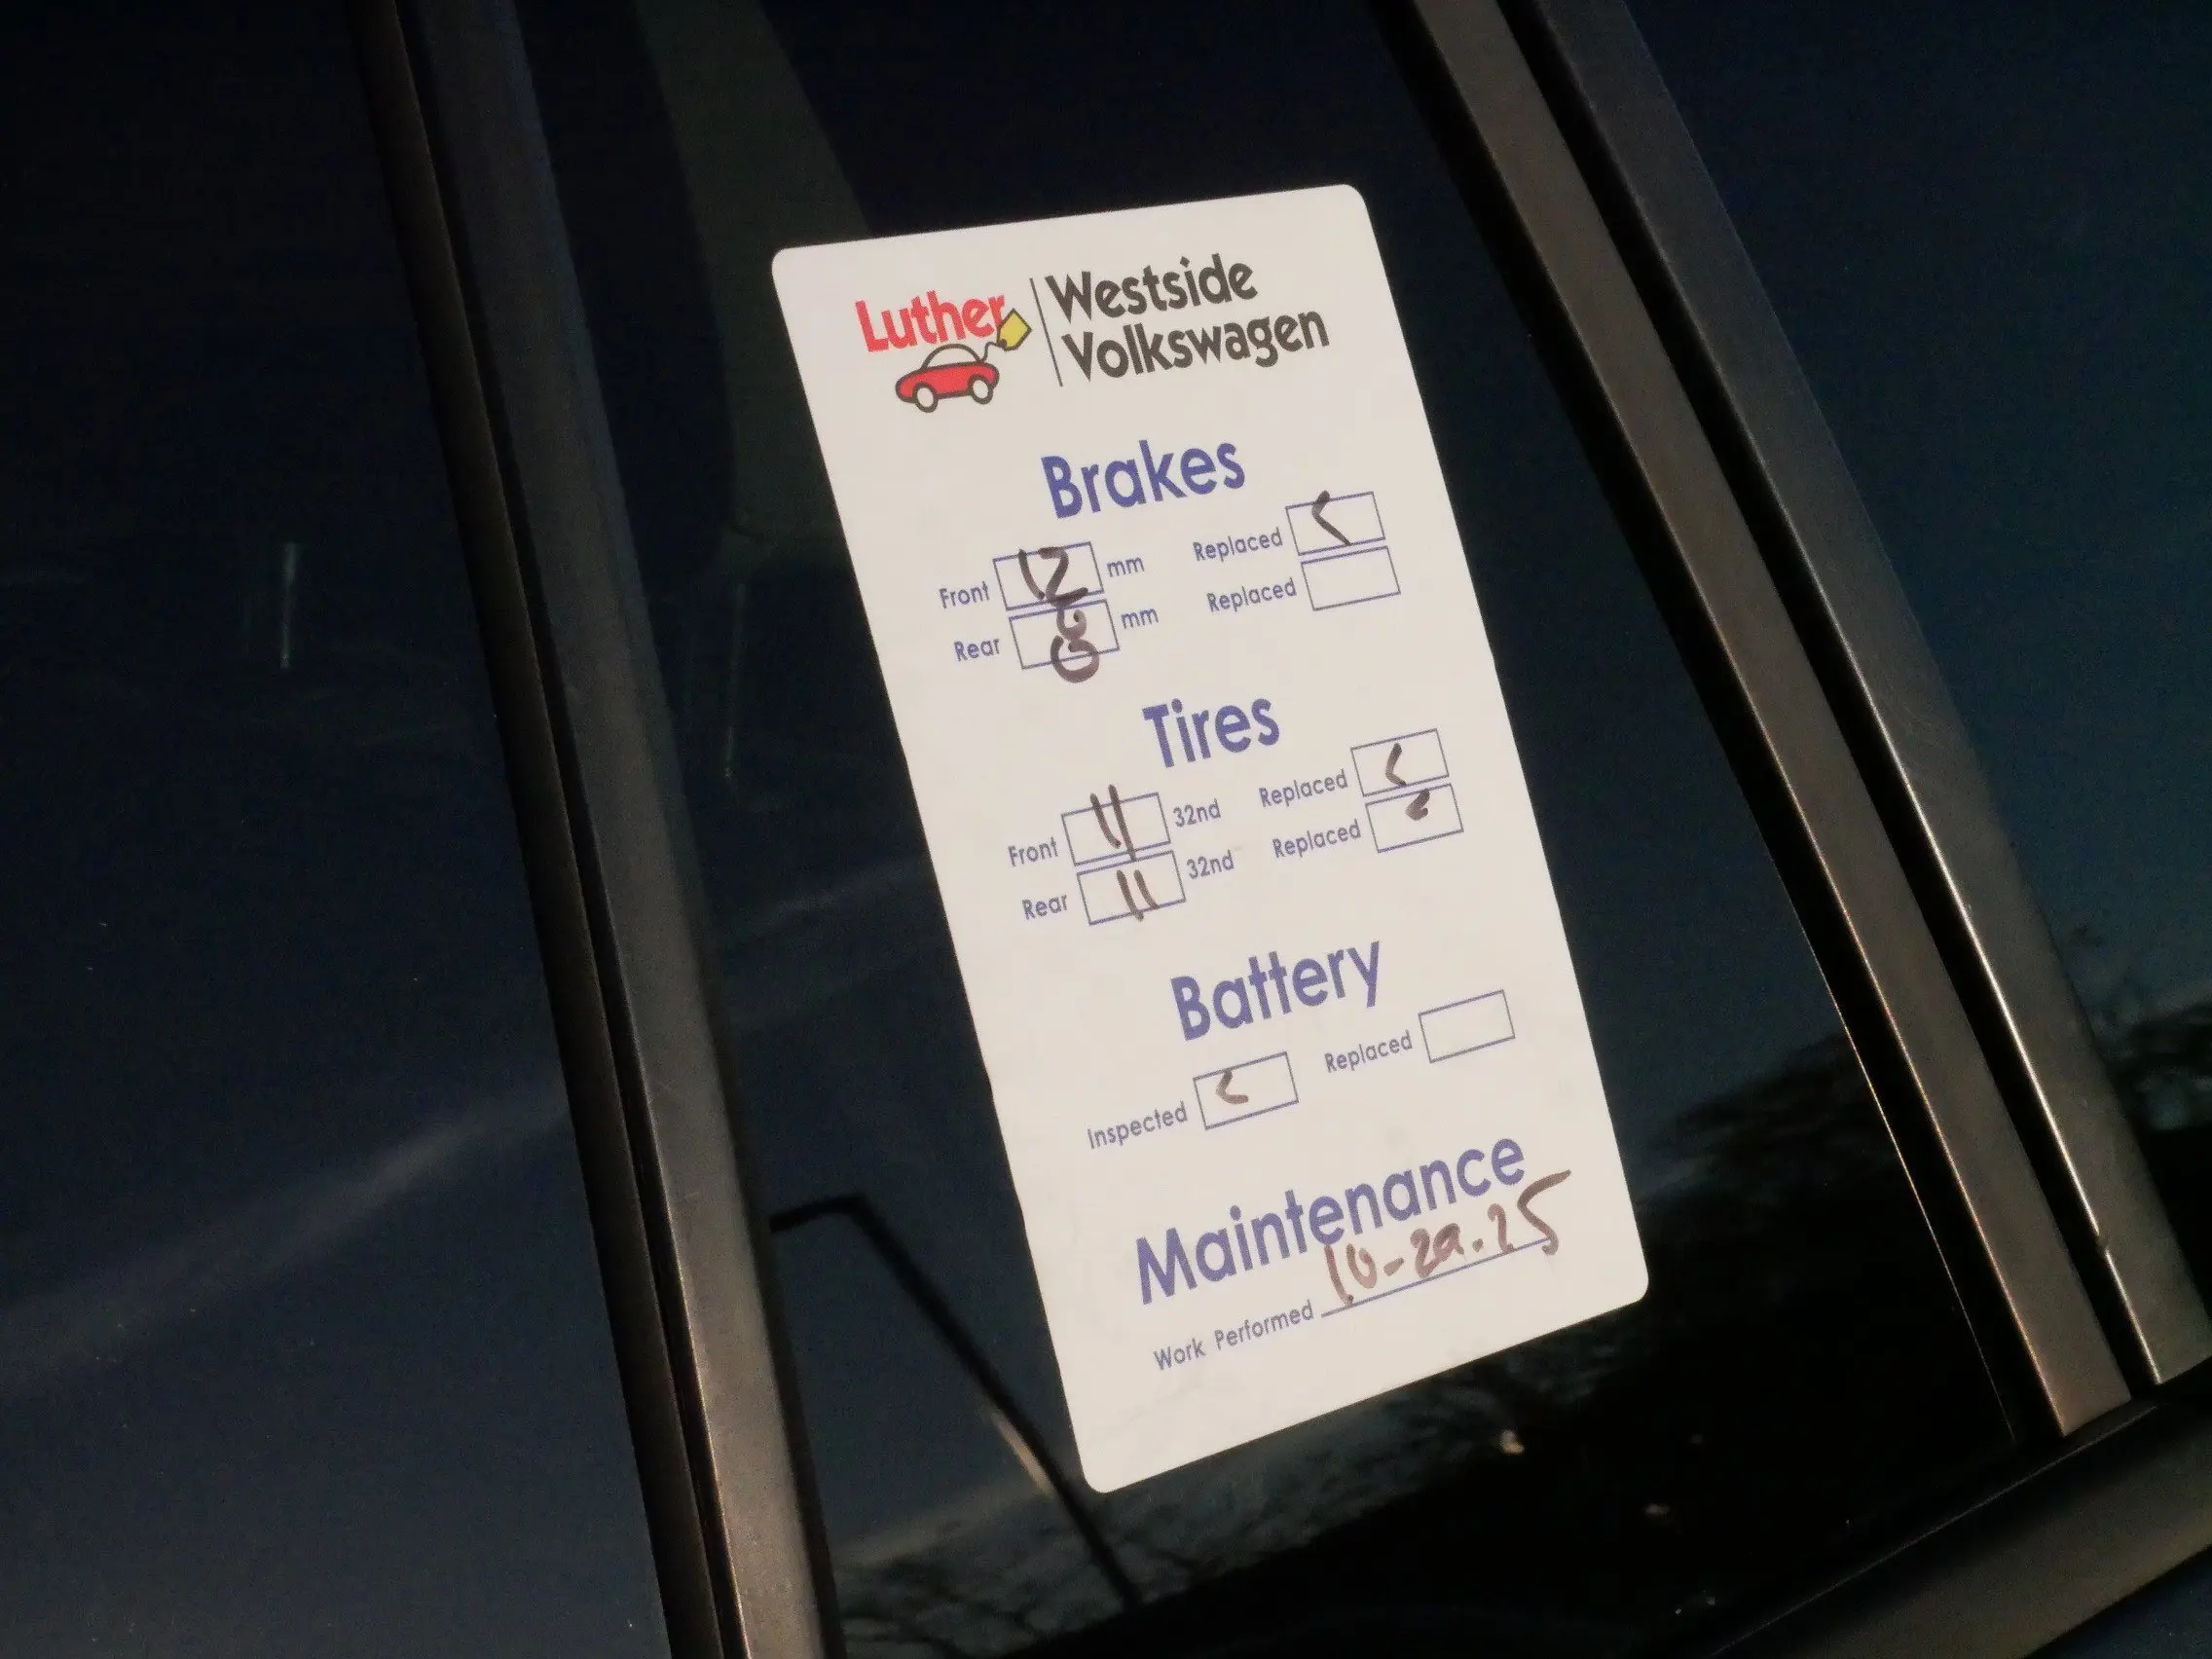 Luther
Westside
Volkswagen
Brakes
Front 12 mm Replaced ✓
Rear 8 mm Replaced
Tires
Front 11 32nd Replaced ✓
Rear 11 32nd Replaced ✓
Battery
Inspected ✓ Replaced
Maintenance
Work Performed 10-29.25